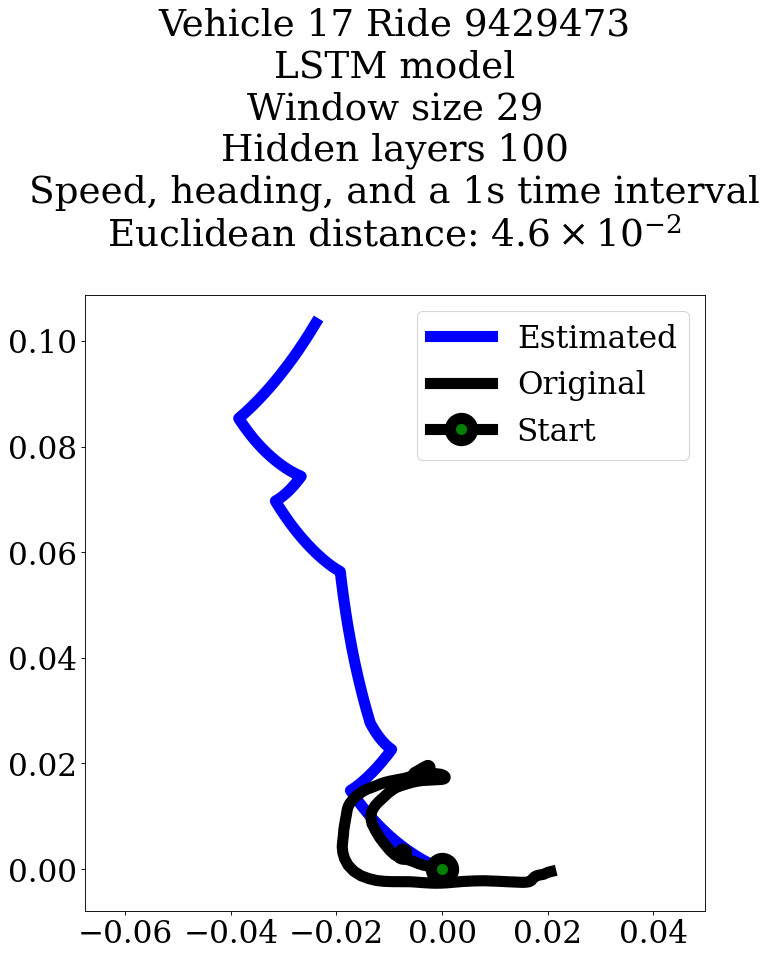 Vehicle 17 Ride 9429473
LSTM model
Window size 29
Hidden layers 100
Speed, heading, and a 1s time interval
Euclidean distance: 4.6 × 10⁻²
Estimated
Original
Start
0.10
0.08
0.06
0.04
0.02
0.00
−0.06 −0.04 −0.02 0.00 0.02 0.04